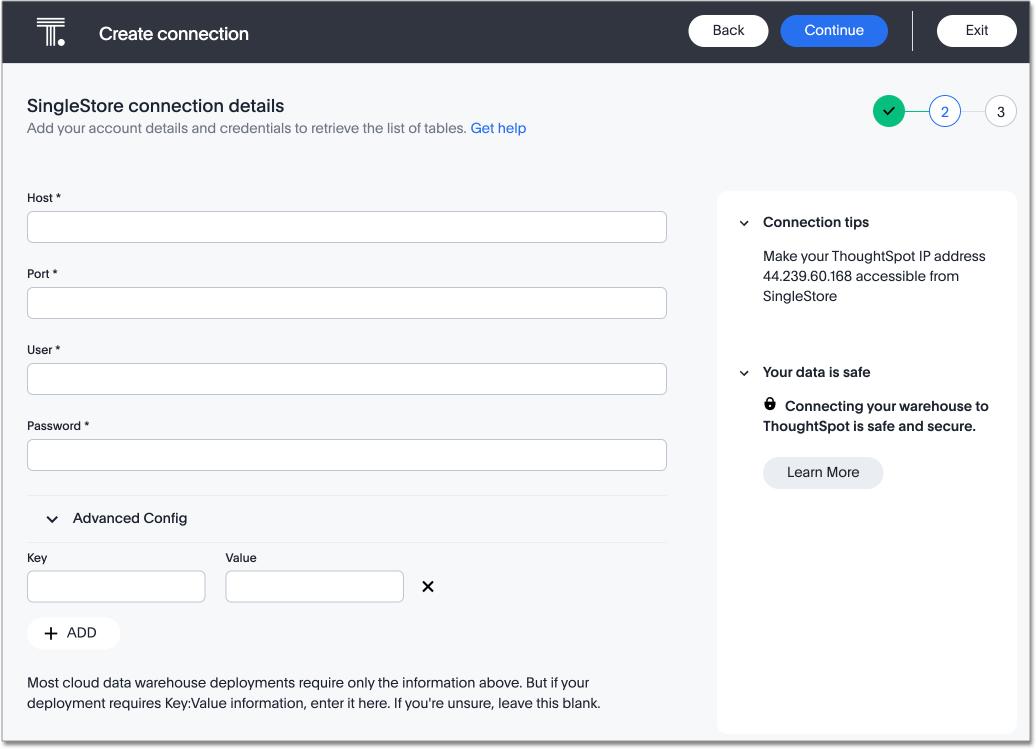 Create connection
Back
Continue
Exit
SingleStore connection details
Add your account details and credentials to retrieve the list of tables. Get help
2
3
Host *
Port *
User *
Password *
Advanced Config
Key
Value
ADD
Most cloud data warehouse deployments require only the information above. But if your
deployment requires Key:Value information, enter it here. If you're unsure, leave this blank.
Connection tips
Make your ThoughtSpot IP address
44.239.60.168 accessible from
SingleStore
Your data is safe
Connecting your warehouse to
ThoughtSpot is safe and secure.
Learn More